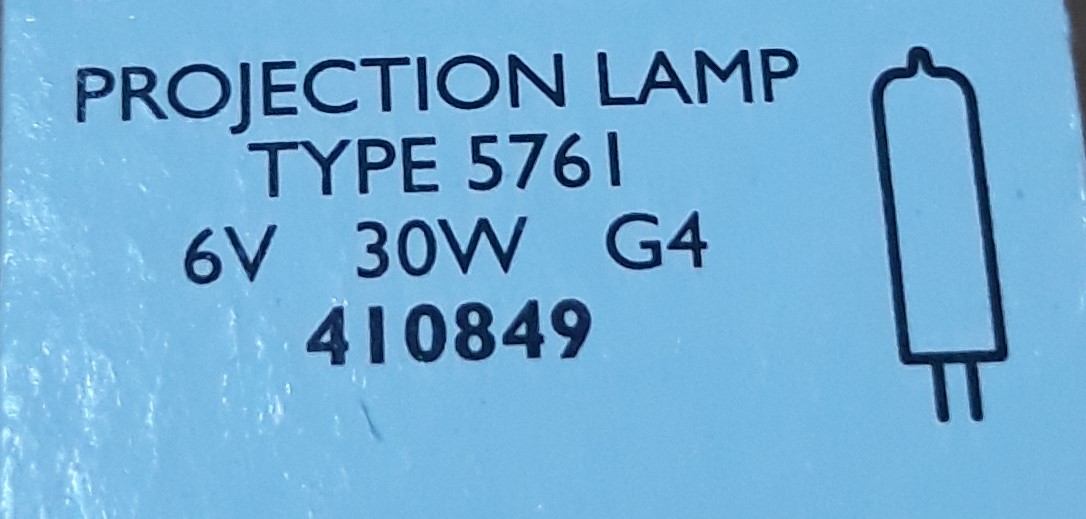 PROJECTION LAMP
TYPE 5761
6V 30W G4
410849